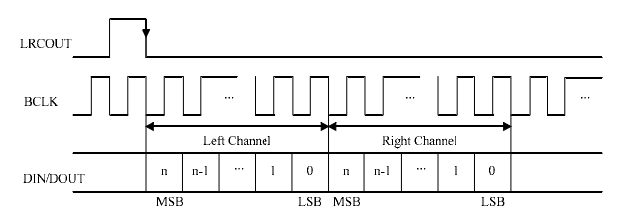 LRCOUT
BCLK ... ... ...
Left Channel Right Channel
DIN/DOUT n n-1 ... 1 0 n n-1 ... 1 0
MSB LSB MSB LSB